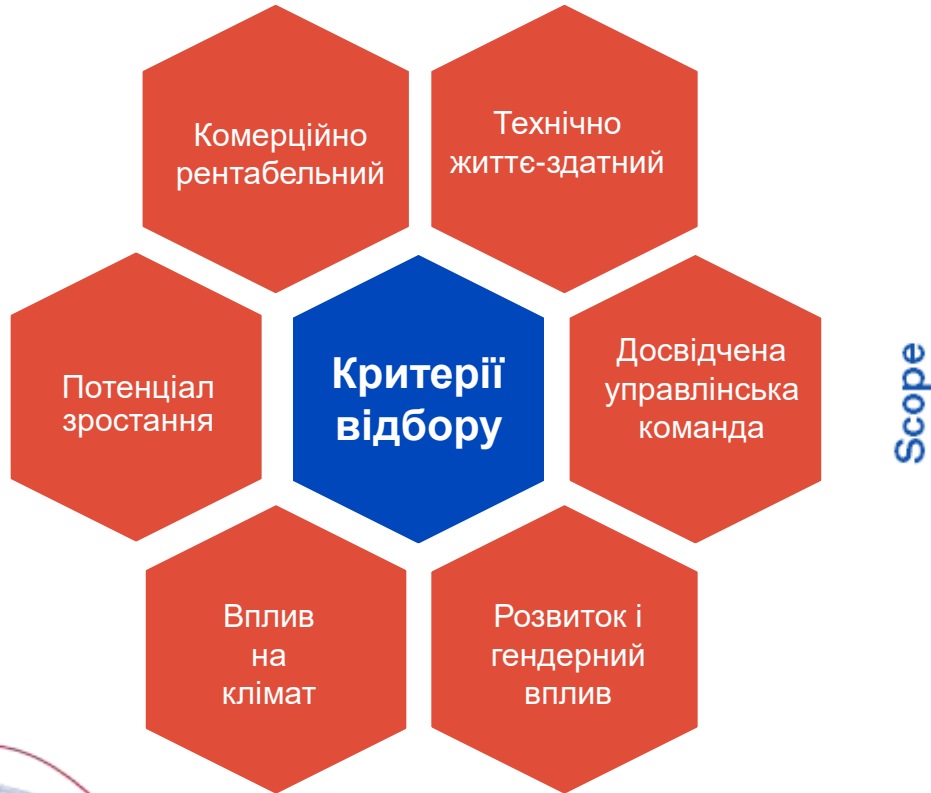 Комерційно
рентабельний
Технічно
життє-здатний
Потенціал
зростання
Критерії
відбору
Досвідчена
управлінська
команда
Вплив
на
клімат
Розвиток і
гендерний
вплив
Scope